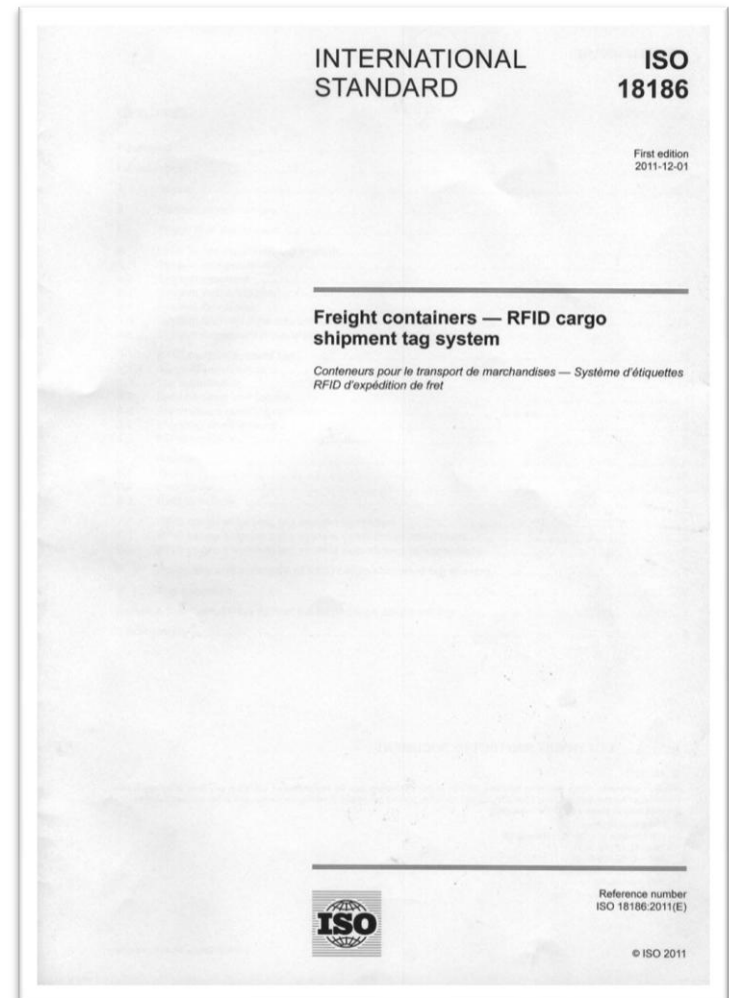 INTERNATIONAL
STANDARD
ISO
18186
First edition
2011-12-01
Freight containers — RFID cargo
shipment tag system
Conteneurs pour le transport de marchandises — Système d'étiquettes
RFID d'expédition de fret
ISO
Reference number
ISO 18186:2011(E)
© ISO 2011